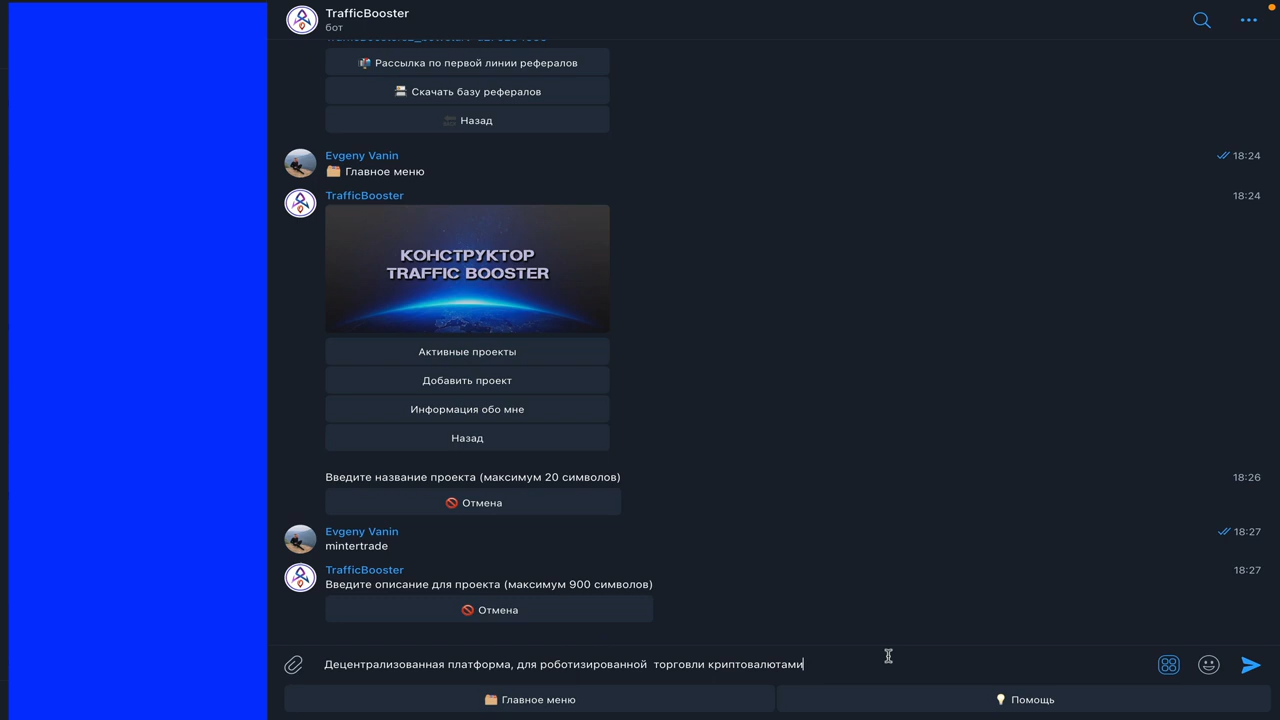 TrafficBooster
бот
📬 Рассылка по первой линии рефералов
📇 Скачать базу рефералов
🔙 Назад
Evgeny Vanin
18:24
🗂 Главное меню
TrafficBooster
18:24
КОНСТРУКТОР
TRAFFIC BOOSTER
Активные проекты
Добавить проект
Информация обо мне
Назад
Введите название проекта (максимум 20 символов)
18:26
🚫 Отмена
Evgeny Vanin
18:27
mintertrade
TrafficBooster
18:27
Введите описание для проекта (максимум 900 символов)
🚫 Отмена
Децентрализованная платформа, для роботизированной  торговли криптовалютами
🗂 Главное меню
💡 Помощь